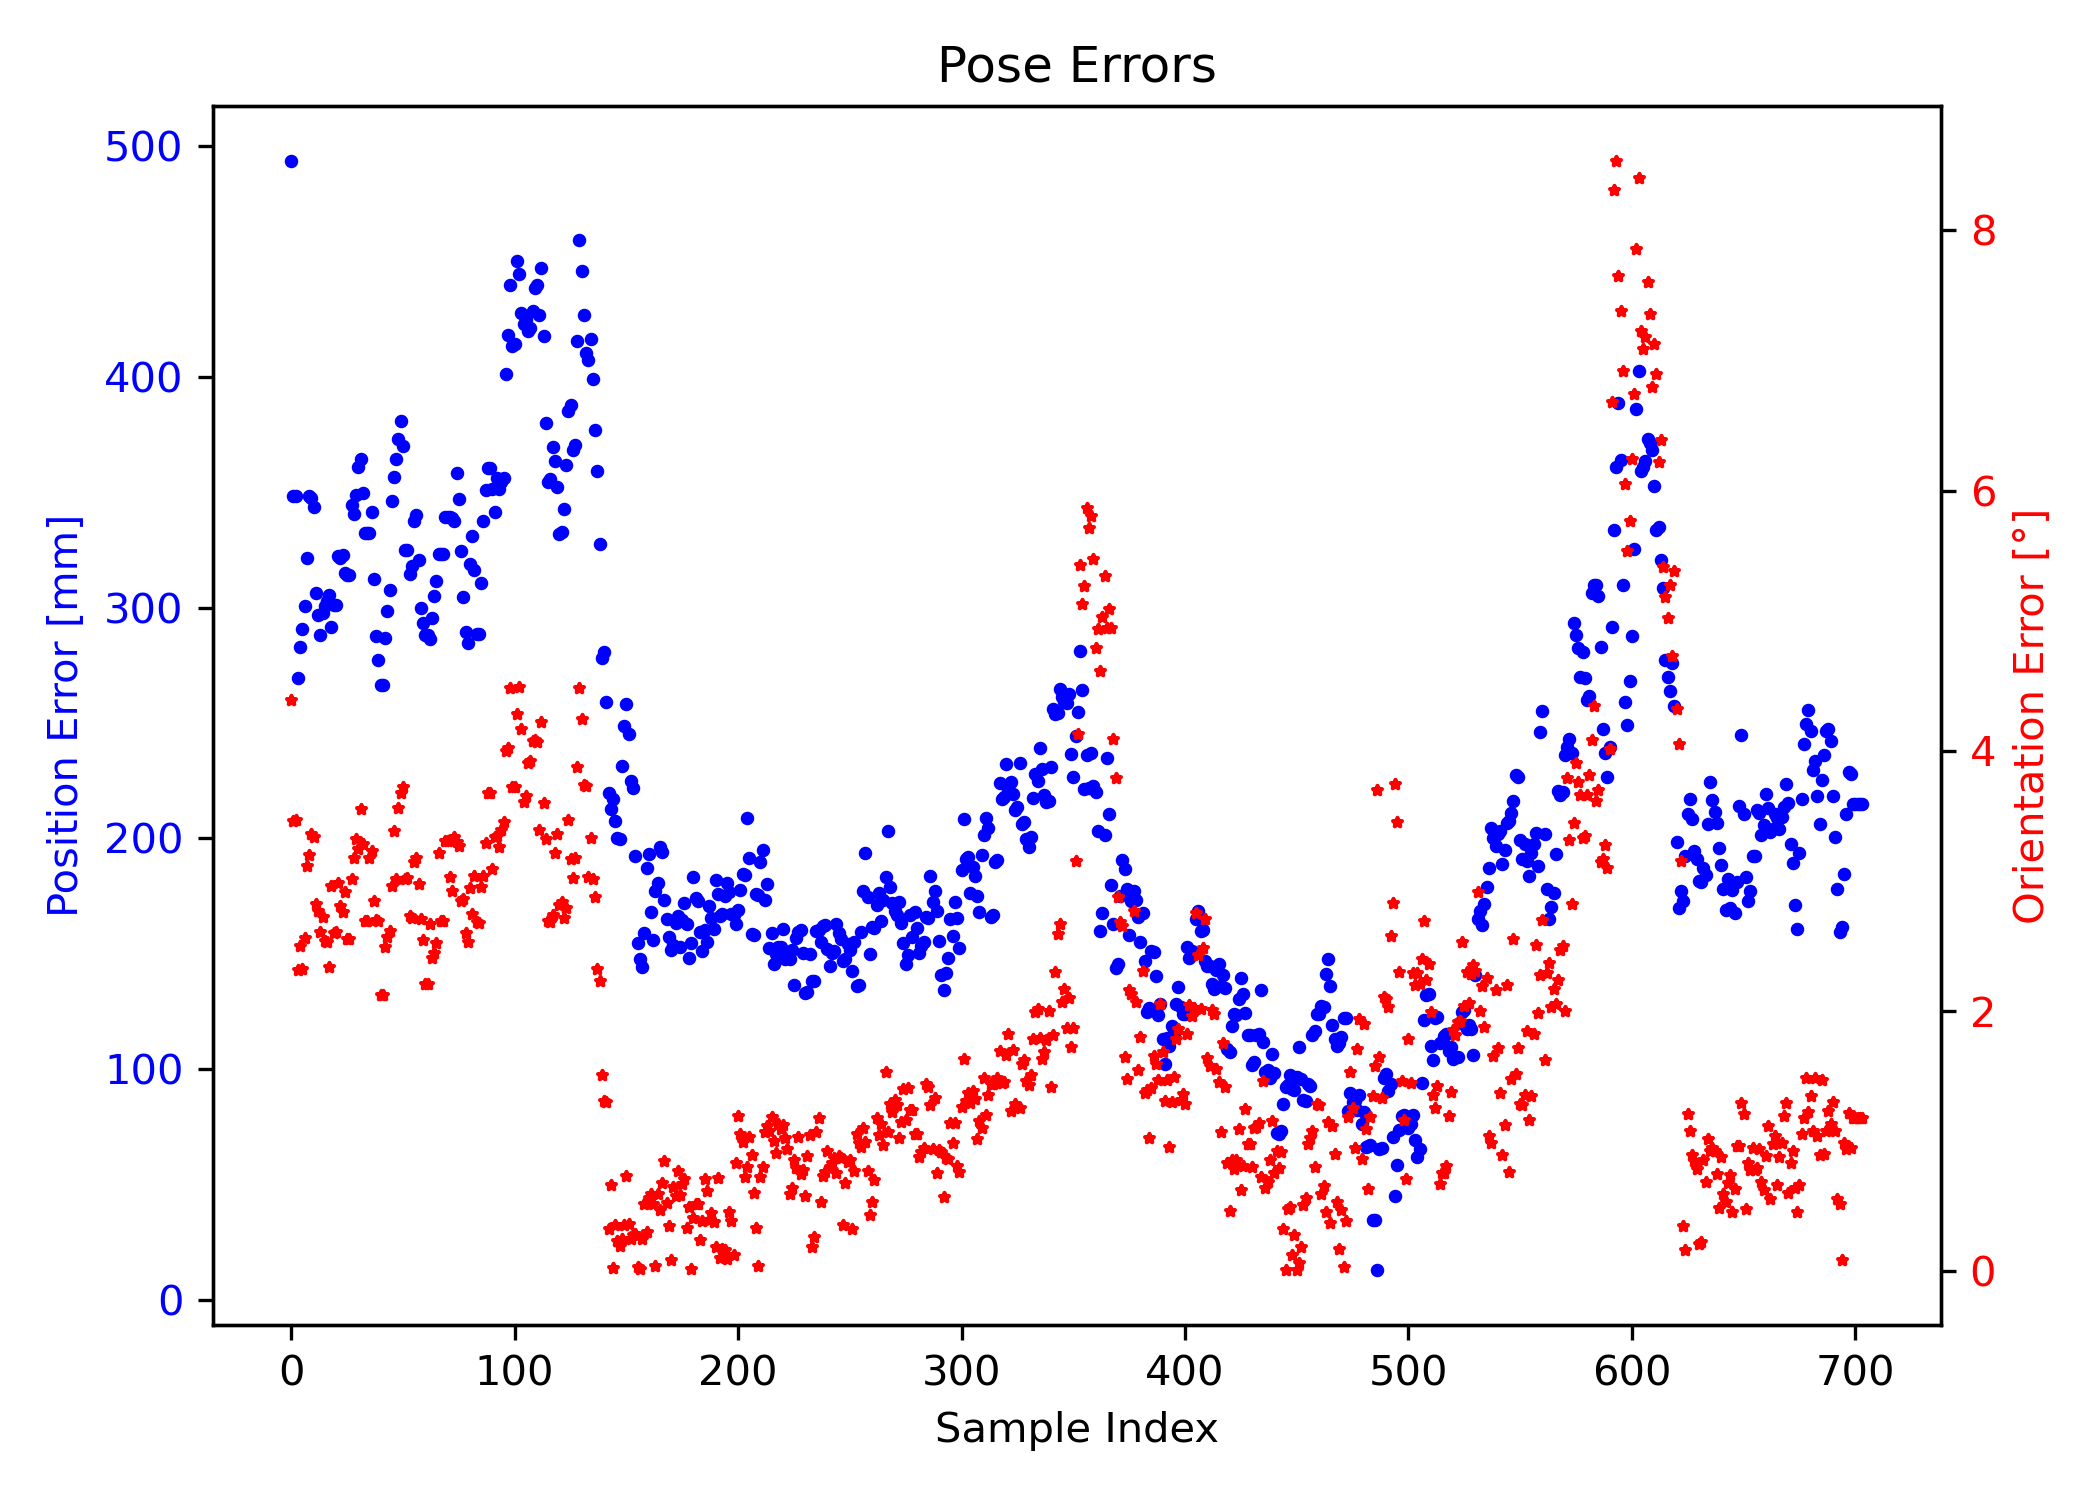 Pose Errors
500
400
300
200
100
0
Position Error [mm]
8
6
4
2
0
Orientation Error [°]
0 100 200 300 400 500 600 700
Sample Index